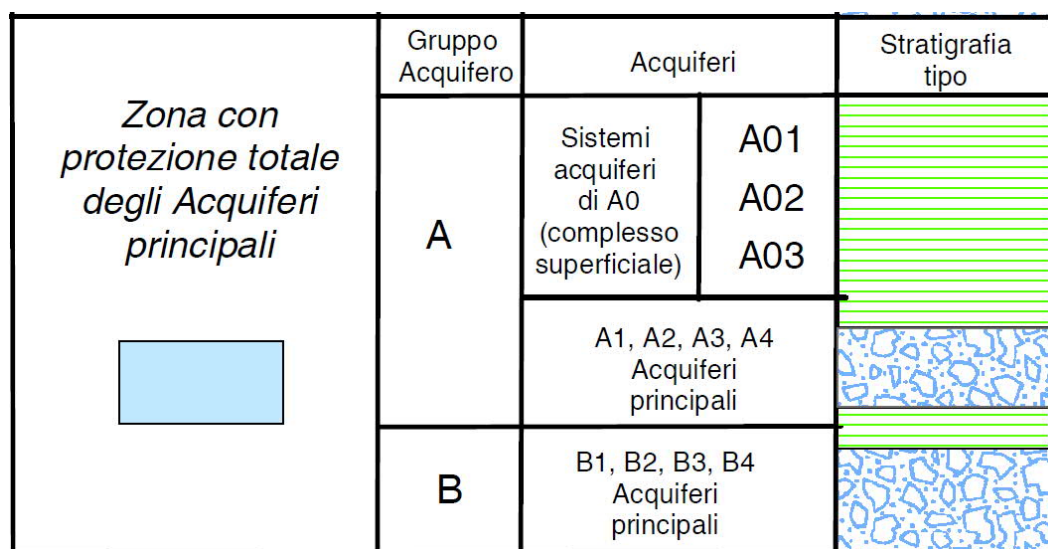 Zona con
protezione totale
degli Acquiferi
principali
Gruppo
Acquifero
Acquiferi
Stratigrafia
tipo
A
Sistemi
acquiferi
di A0
(complesso
superficiale)
A01
A02
A03
A1, A2, A3, A4
Acquiferi
principali
B
B1, B2, B3, B4
Acquiferi
principali